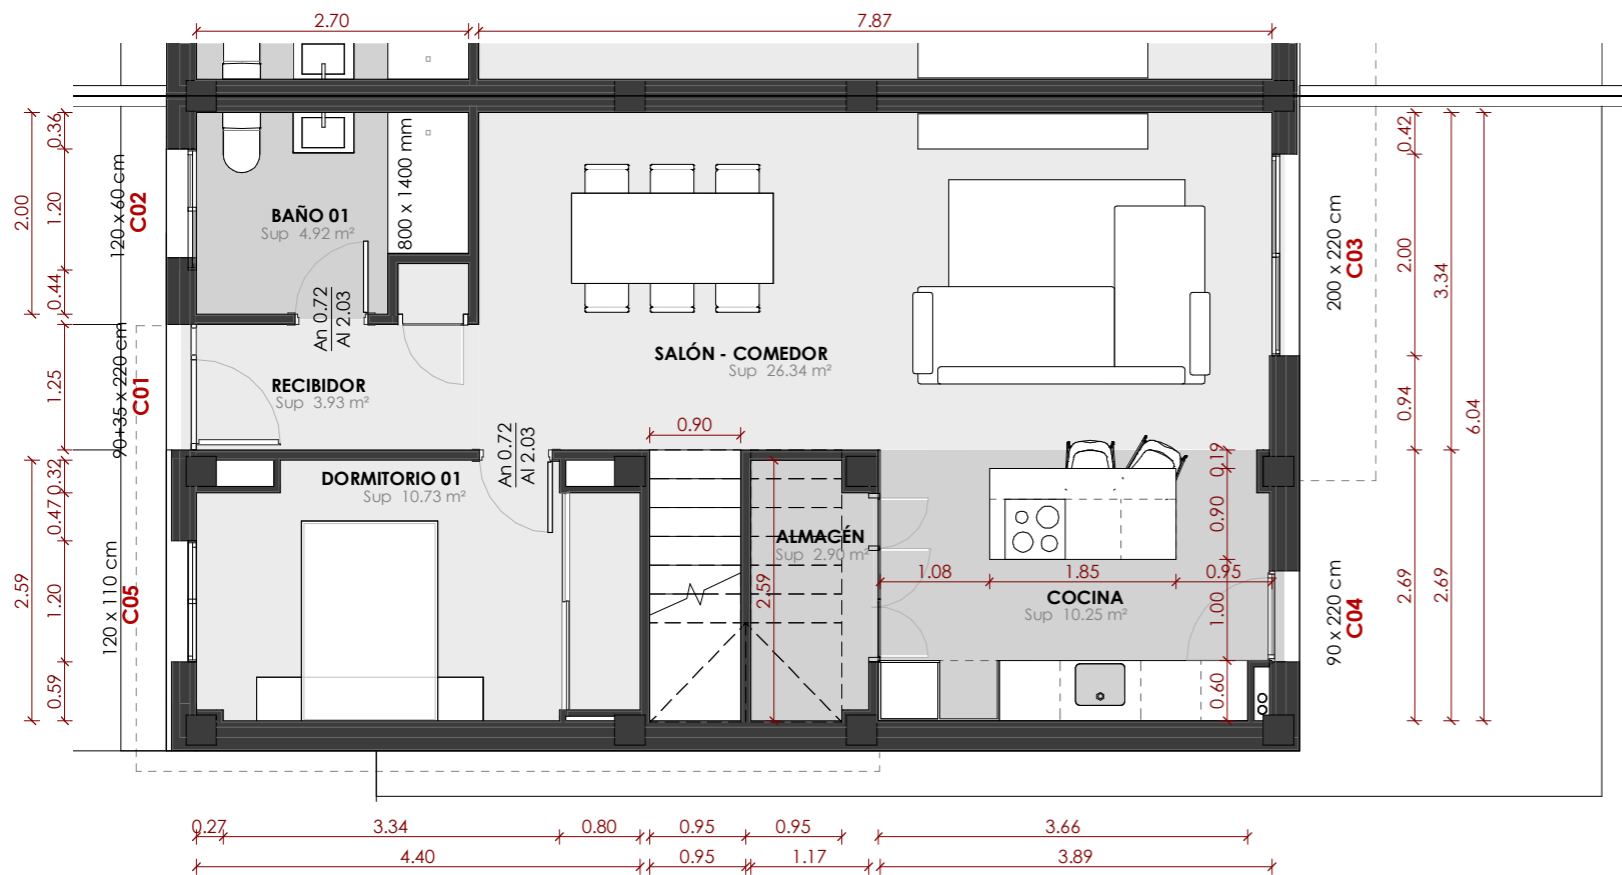 2.70
7.87
0.36
1.20
0.44
2.00
120 x 60 cm
C02
BAÑO 01
Sup 4.92 m²
800 x 1400 mm
An 0.72
Al 2.03
1.25
90+35 x 220 cm
C01
RECIBIDOR
Sup 3.93 m²
SALÓN - COMEDOR
Sup 26.34 m²
0.90
An 0.72
Al 2.03
200 x 220 cm
C03
0.42
2.00
0.94
3.34
6.04
DORMITORIO 01
Sup 10.73 m²
0.32
0.47
1.20
0.59
2.59
120 x 110 cm
C05
ALMACÉN
Sup 2.90 m²
2.59
0.19
0.90
1.08
1.85
0.95
1.00
0.60
COCINA
Sup 10.25 m²
90 x 220 cm
C04
2.69
2.69
0.27
3.34
0.80
0.95
0.95
3.66
4.40
0.95
1.17
3.89